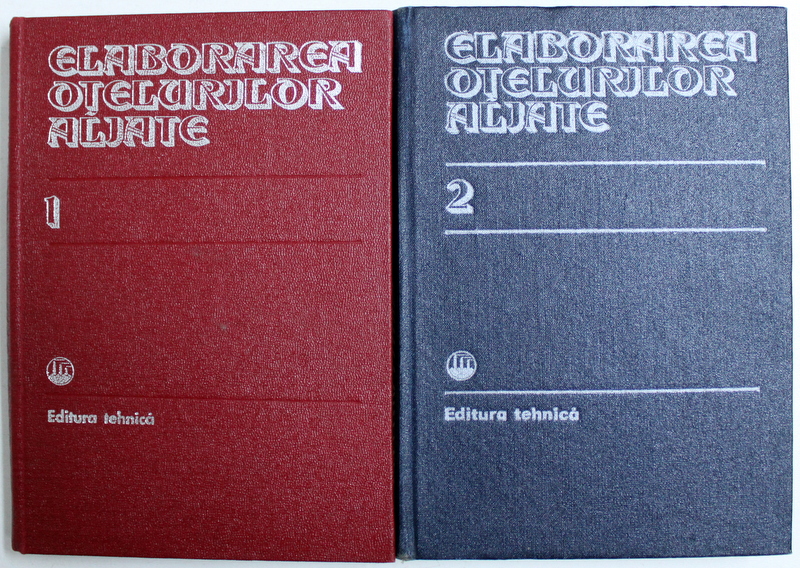 ELABORAREA
OȚELURILOR
ALIATE
1
Editura tehnică
ELABORAREA
OȚELURILOR
ALIATE
2
Editura tehnică